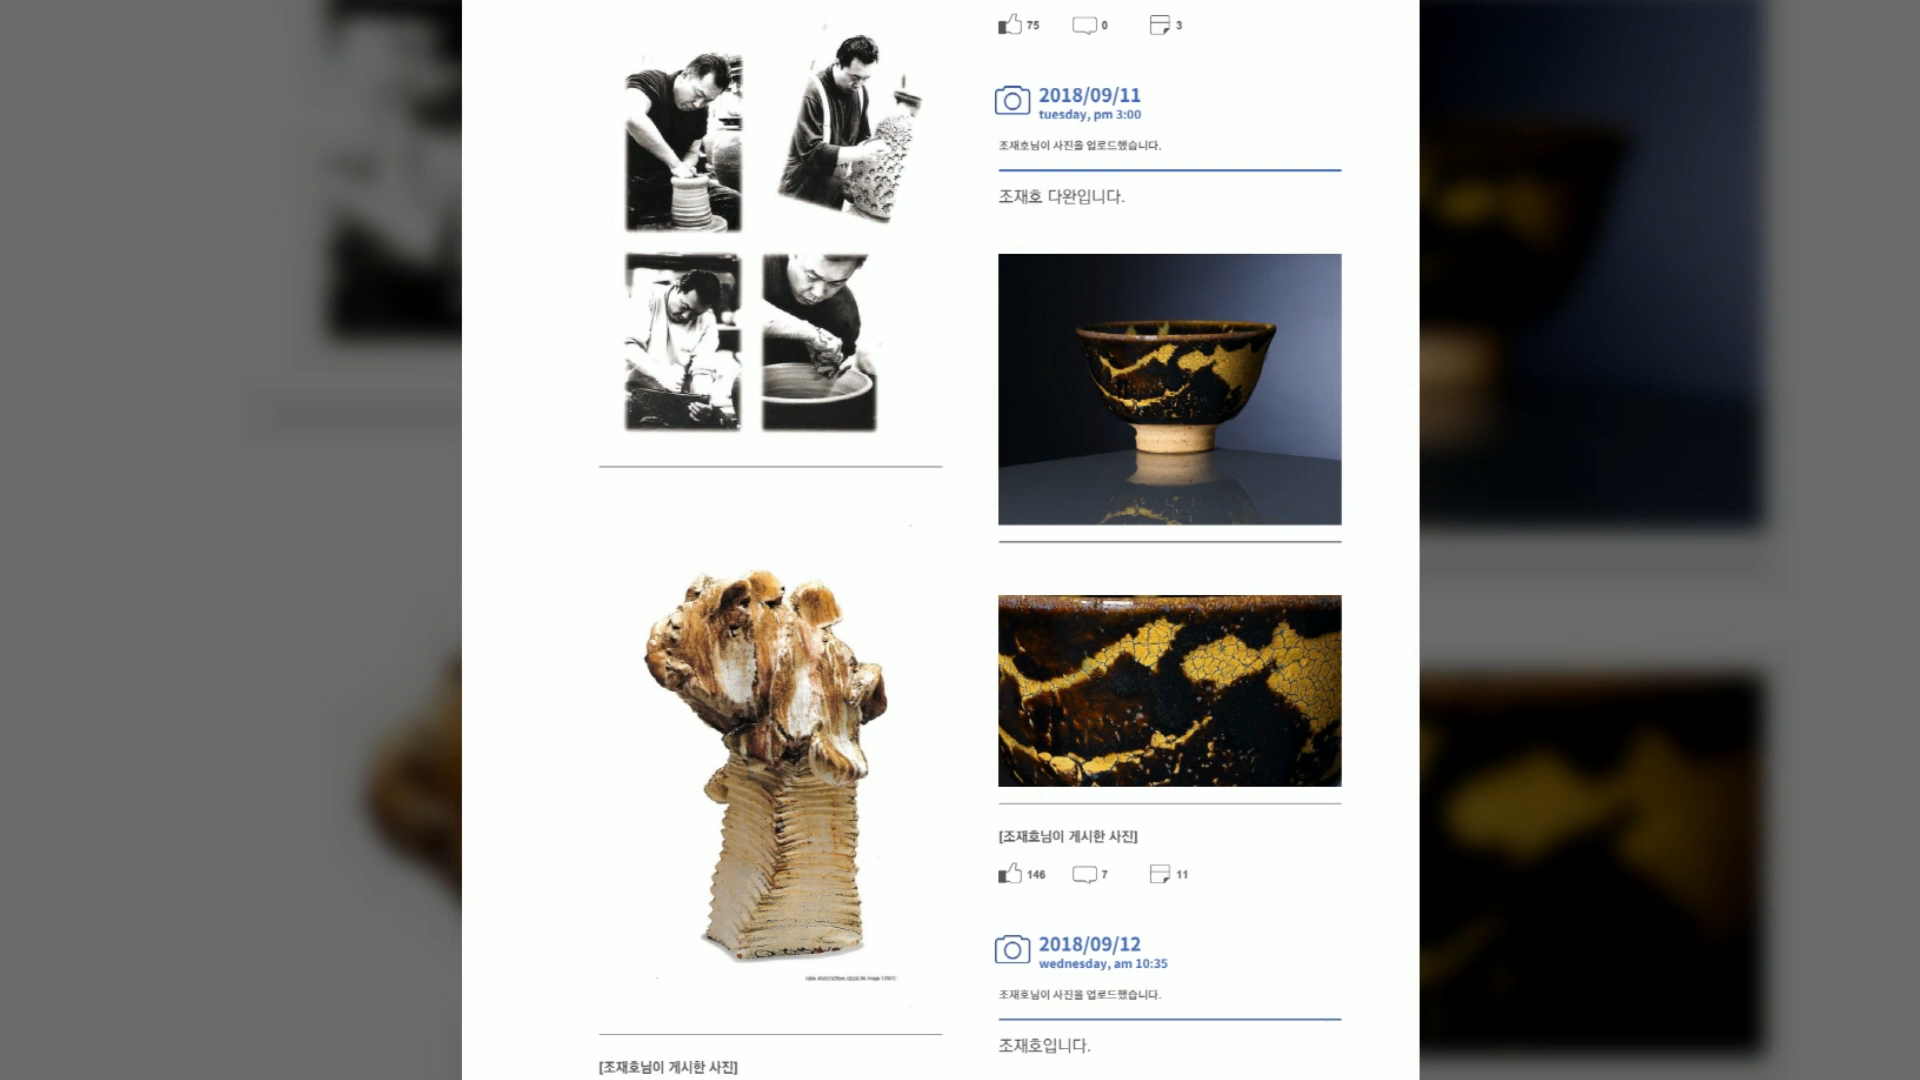 [조재호님이 게시한 사진]
75 0 3
2018/09/11
tuesday, pm 3:00
조재호님이 사진을 업로드했습니다.
조재호 다완입니다.
[조재호님이 게시한 사진]
146 7 11
2018/09/12
wednesday, am 10:35
조재호님이 사진을 업로드했습니다.
조재호입니다.